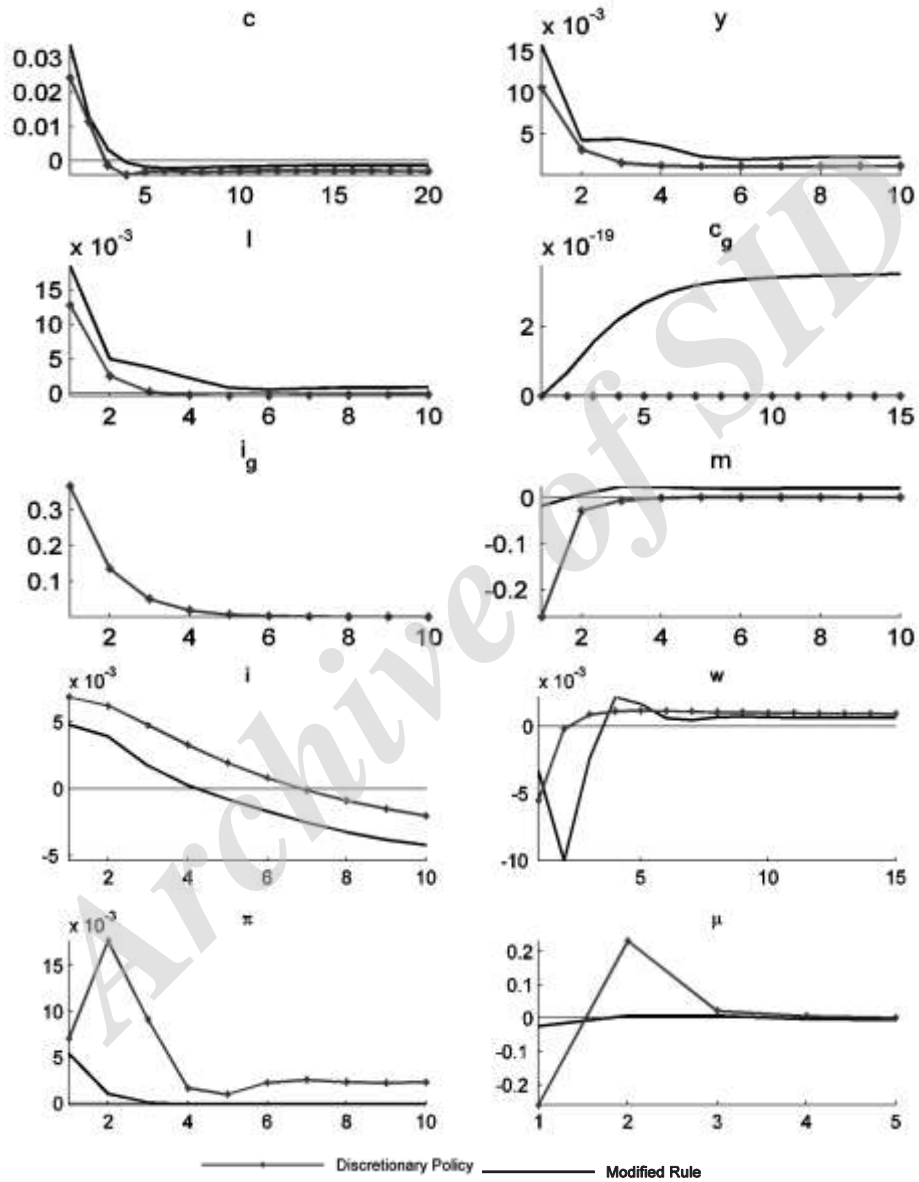 c
0.03
0.02
0.01
0
5 10 15 20
x 10^-3
y
15
10
5
2 4 6 8 10
x 10^-3
l
15
10
5
0
2 4 6 8 10
x 10^-19
c_g
2
0
5 10 15
i_g
0.3
0.2
0.1
2 4 6 8 10
m
0
-0.1
-0.2
2 4 6 8 10
x 10^-3
i
5
0
-5
2 4 6 8 10
x 10^-3
w
0
-5
-10
5 10 15
x 10^-3
π
15
10
5
0
2 4 6 8 10
μ
0.2
0.1
0
-0.1
-0.2
1 2 3 4 5
Discretionary Policy Modified Rule
Archive of SID